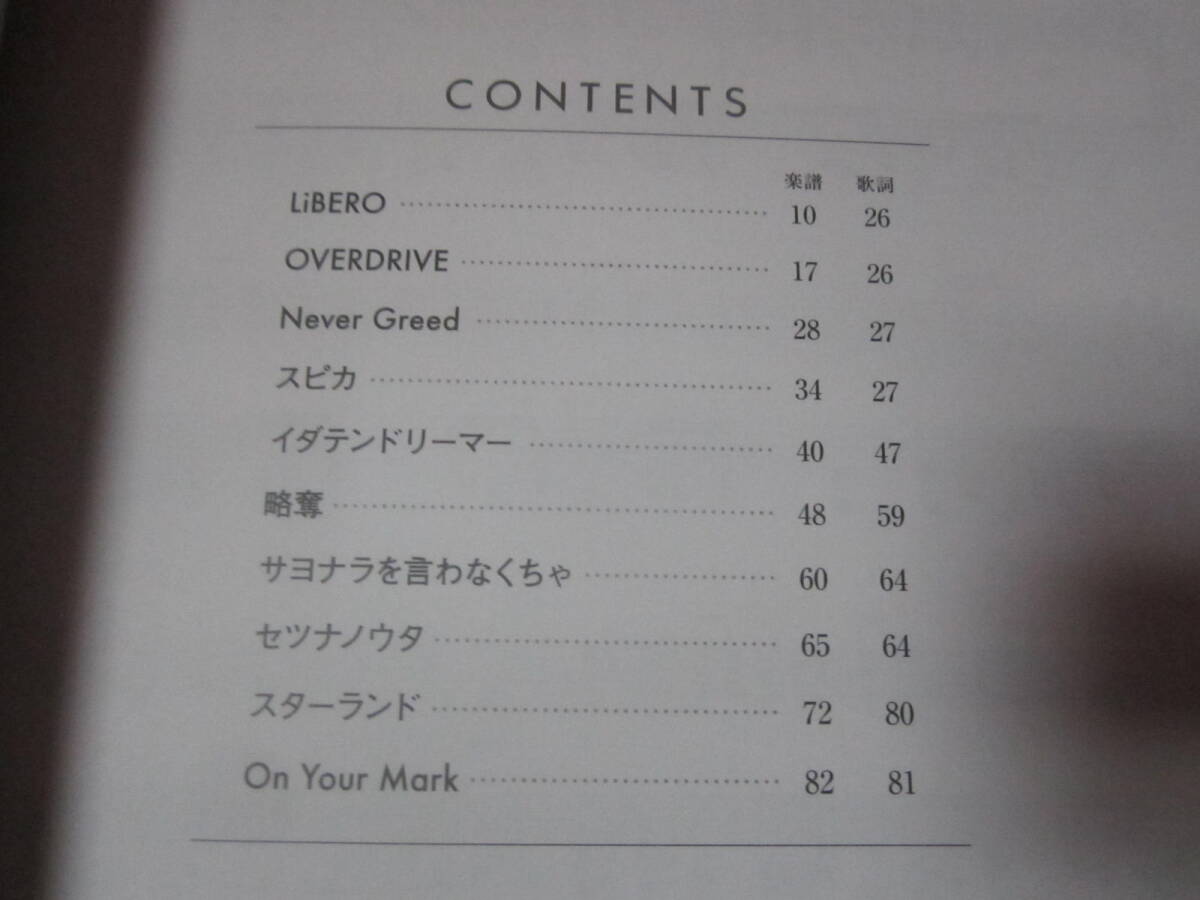 CONTENTS
楽譜 歌詞
LiBERO 10 26
OVERDRIVE 17 26
Never Greed 28 27
スピカ 34 27
イダテンドリーマー 40 47
略奪 48 59
サヨナラを言わなくちゃ 60 64
セツナノウタ 65 64
スターランド 72 80
On Your Mark 82 81